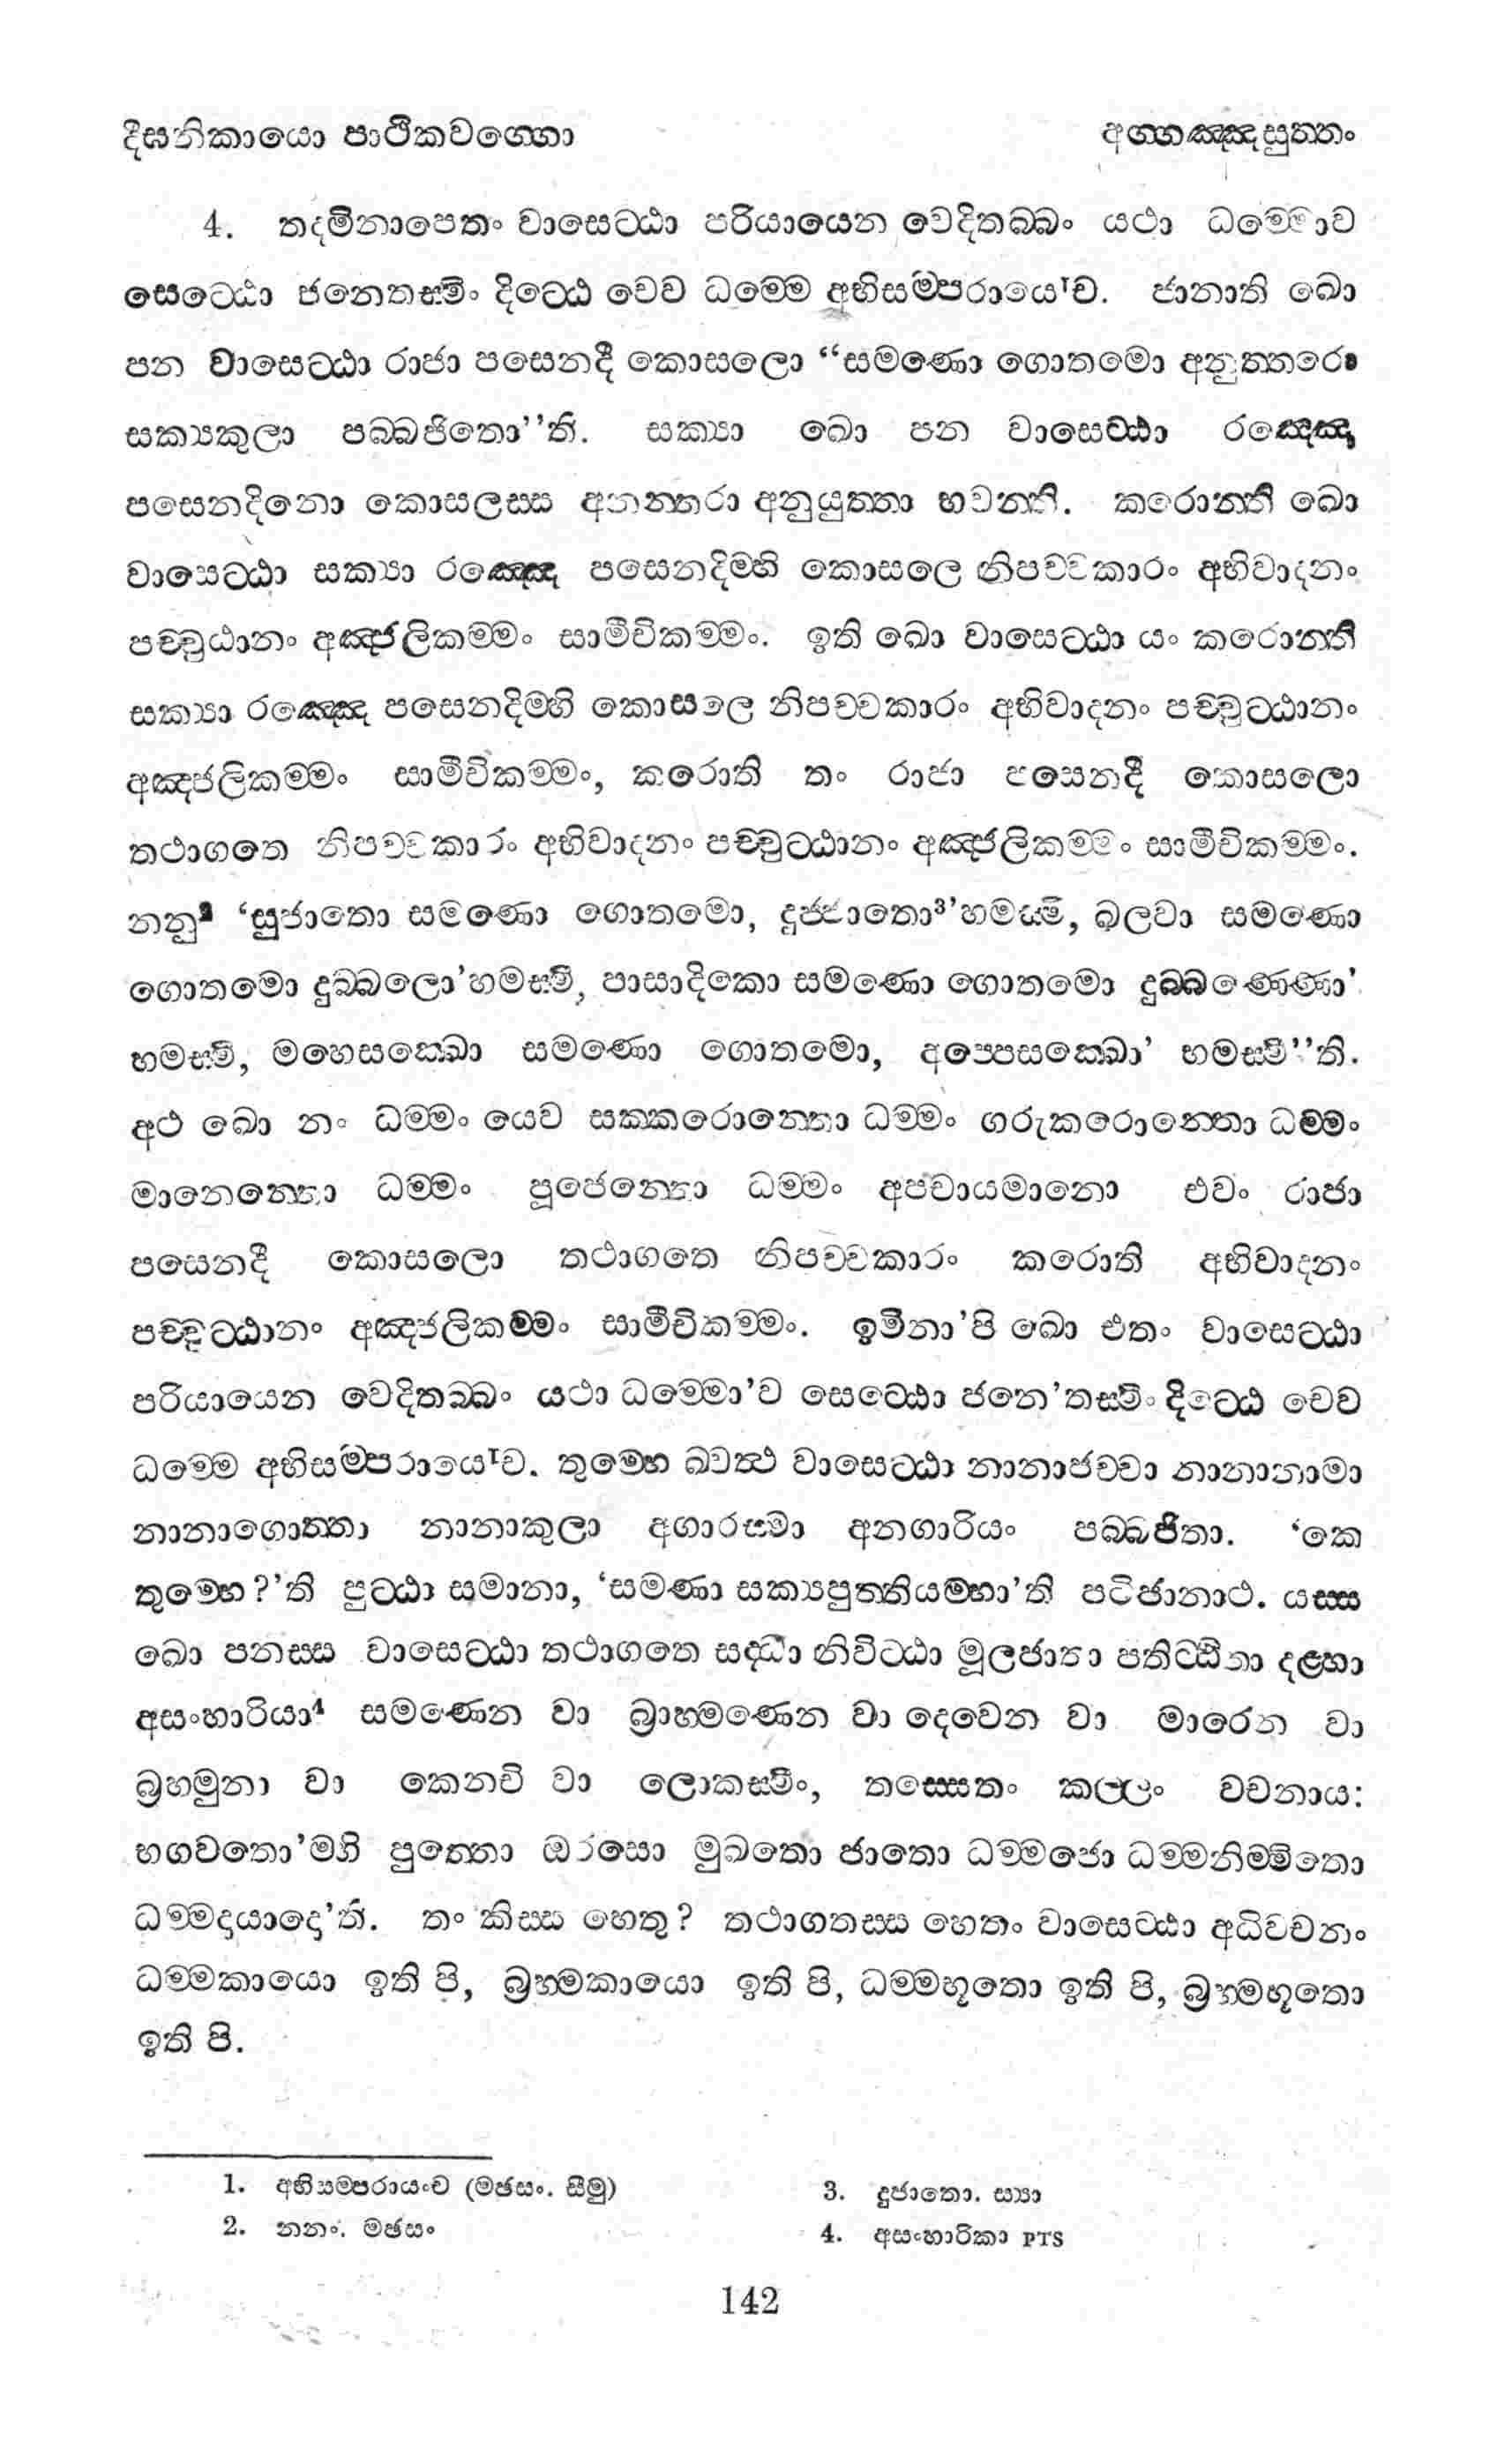 දීඝනිකායො පාථිකවග්ගො අග්ගඤ්ඤසුත්තං
4. තදමිනාපෙතං වාසෙට්ඨා පරියායෙන වෙදිතබ්බං යථා ධම්මොව
සෙට්ඨො ජනෙතස්මිං දිට්ඨෙ චෙව ධම්මෙ අභිසම්පරායෙ¹ච. ජානාති ඛො
පන වාසෙට්ඨා රාජා පසෙනදී කොසලො “සමණො ගොතමො අනුත්තරො
සක්‍යකුලා පබ්බජිතො’’ති. සක්‍යා ඛො පන වාසෙට්ඨා රඤ්ඤො
පසෙනදිනො කොසලස්ස අනන්තරා අනුයුත්තා භවන්ති. කරොන්ති ඛො
වාසෙට්ඨා සක්‍යා රඤ්ඤෙ පසෙනදිම්හි කොසලෙ නිපච්චකාරං අභිවාදනං
පච්චුඨානං අඤ්ජලිකම්මං සාමීචිකම්මං. ඉති ඛො වාසෙට්ඨා යං කරොන්ති
සක්‍යා රඤ්ඤෙ පසෙනදිම්හි කොසලෙ නිපච්චකාරං අභිවාදනං පච්චුට්ඨානං
අඤ්ජලිකම්මං සාමීචිකම්මං, කරොති තං රාජා පසෙනදී කොසලො
තථාගතෙ නිපච්චකාරං අභිවාදනං පච්චුට්ඨානං අඤ්ජලිකම්මං සාමීචිකම්මං.
නනු² ‘සුජාතො සමණො ගොතමො, දුජ්ජාතො³’හමස්මි, බලවා සමණො
ගොතමො දුබ්බලො’හමස්මි, පාසාදිකො සමණො ගොතමො දුබ්බණ්ණො’
හමස්මි, මහෙසක්ඛො සමණො ගොතමො, අප්පෙසක්ඛො’ හමස්මි’’ති.
අථ ඛො නං ධම්මං යෙව සක්කරොන්තො ධම්මං ගරුකරොන්තො ධම්මං
මානෙන්තො ධම්මං පූජෙන්තො ධම්මං අපචායමානො එවං රාජා
පසෙනදී කොසලො තථාගතෙ නිපච්චකාරං කරොති අභිවාදනං
පච්චුට්ඨානං අඤ්ජලිකම්මං සාමීචිකම්මං. ඉමිනා’පි ඛො එතං වාසෙට්ඨා
පරියායෙන වෙදිතබ්බං යථා ධම්මො’ව සෙට්ඨො ජනෙ’තස්මිං දිට්ඨෙ චෙව
ධම්මෙ අභිසම්පරායෙ¹ච. තුම්හෙ ඛ්වත්ථ වාසෙට්ඨා නානාජච්චා නානානාමා
නානාගොත්තා නානාකුලා අගාරස්මා අනගාරියං පබ්බජිතා. ‘කෙ
තුම්හෙ?’ති පුට්ඨා සමානා, ‘සමණා සක්‍යපුත්තියම්හා’ති පටිජානාථ. යස්ස
ඛො පනස්ස වාසෙට්ඨා තථාගතෙ සද්ධා නිවිට්ඨා මූලජාතා පතිට්ඨිතා දළ්හා
අසංහාරියා⁴ සමණෙන වා බ්‍රාහ්මණෙන වා දෙවෙන වා මාරෙන වා
බ්‍රහ්මුනා වා කෙනචි වා ලොකස්මිං, තස්සෙතං කල්ලං වචනාය:
භගවතො’ම්හි පුත්තො ඔරසො මුඛතො ජාතො ධම්මජො ධම්මනිම්මිතො
ධම්මදායාදො’ති. තං කිස්ස හෙතු? තථාගතස්ස හෙතං වාසෙට්ඨා අධිවචනං
ධම්මකායො ඉති පි, බ්‍රහ්මකායො ඉති පි, ධම්මභූතො ඉති පි, බ්‍රහ්මභූතො
ඉති පි.
1. අභිසම්පරායංච (මඡසං. සීමු) 3. දුජාතො. ස්‍යා
2. නනං. මඡසං 4. අසංහාරිකා PTS
142